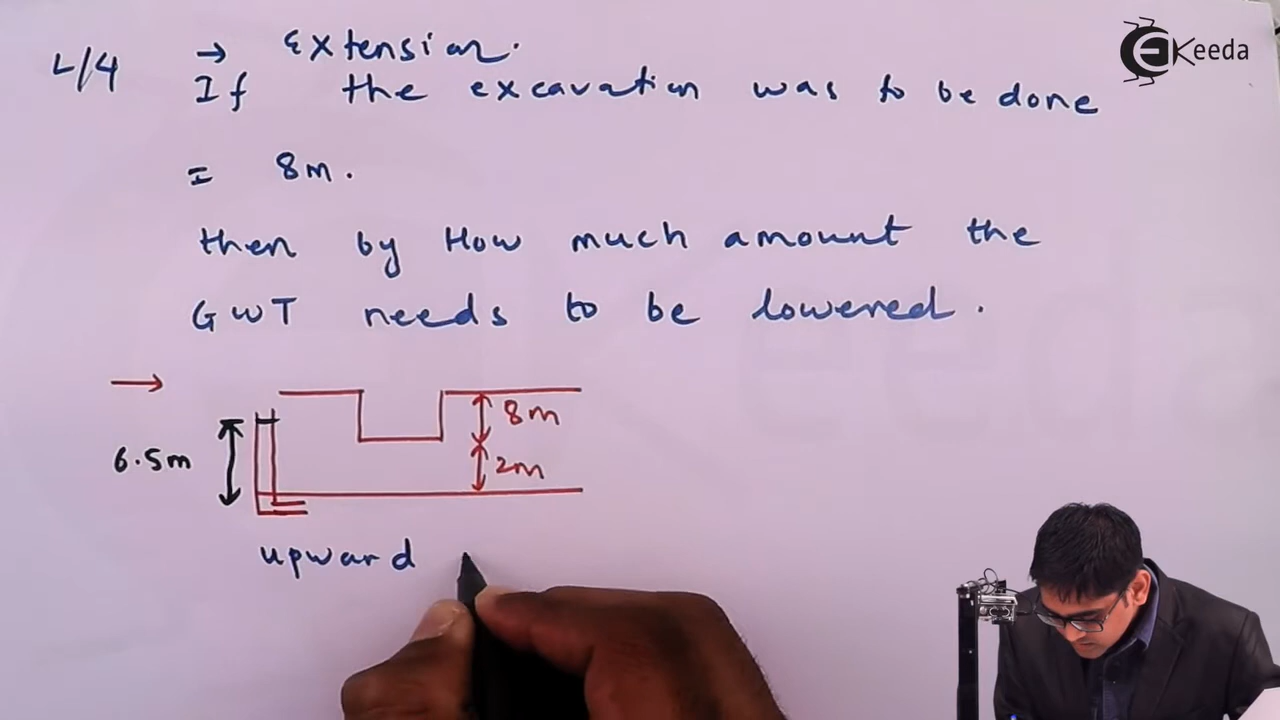 L/4 → Extension.
If the excavation was to be done
= 8m.
then by How much amount the
GWT needs to be lowered.
→
8m
6.5m
2m
upward
Keeda